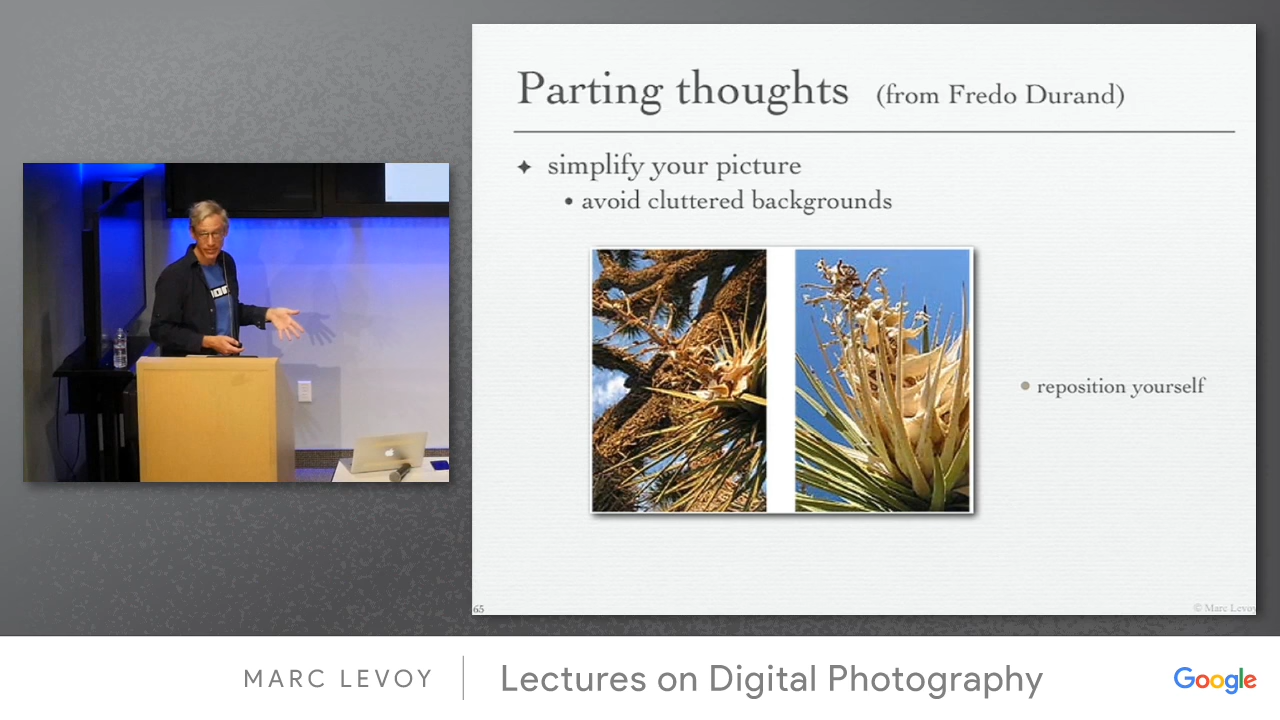 Parting thoughts (from Fredo Durand)
✦ simplify your picture
• avoid cluttered backgrounds
• reposition yourself
65
© Marc Levoy
MARC LEVOY
Lectures on Digital Photography
Google